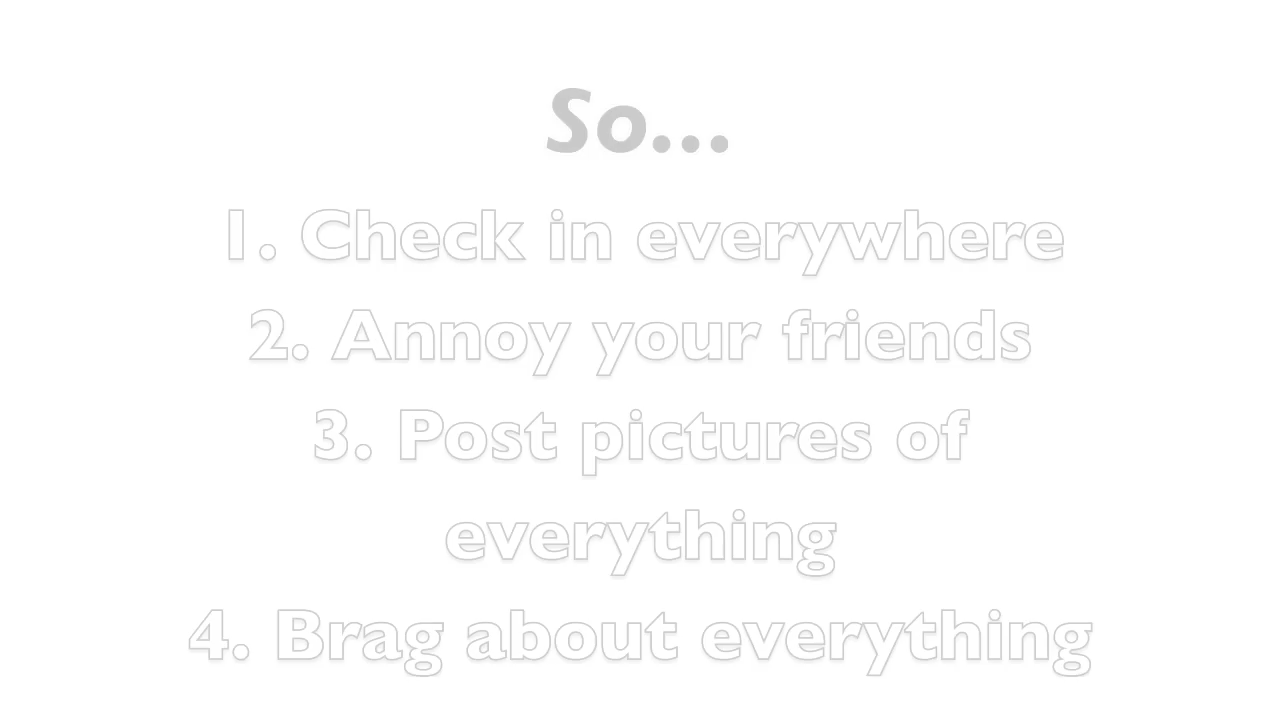 So...
1. Check in everywhere
2. Annoy your friends
3. Post pictures of
everything
4. Brag about everything